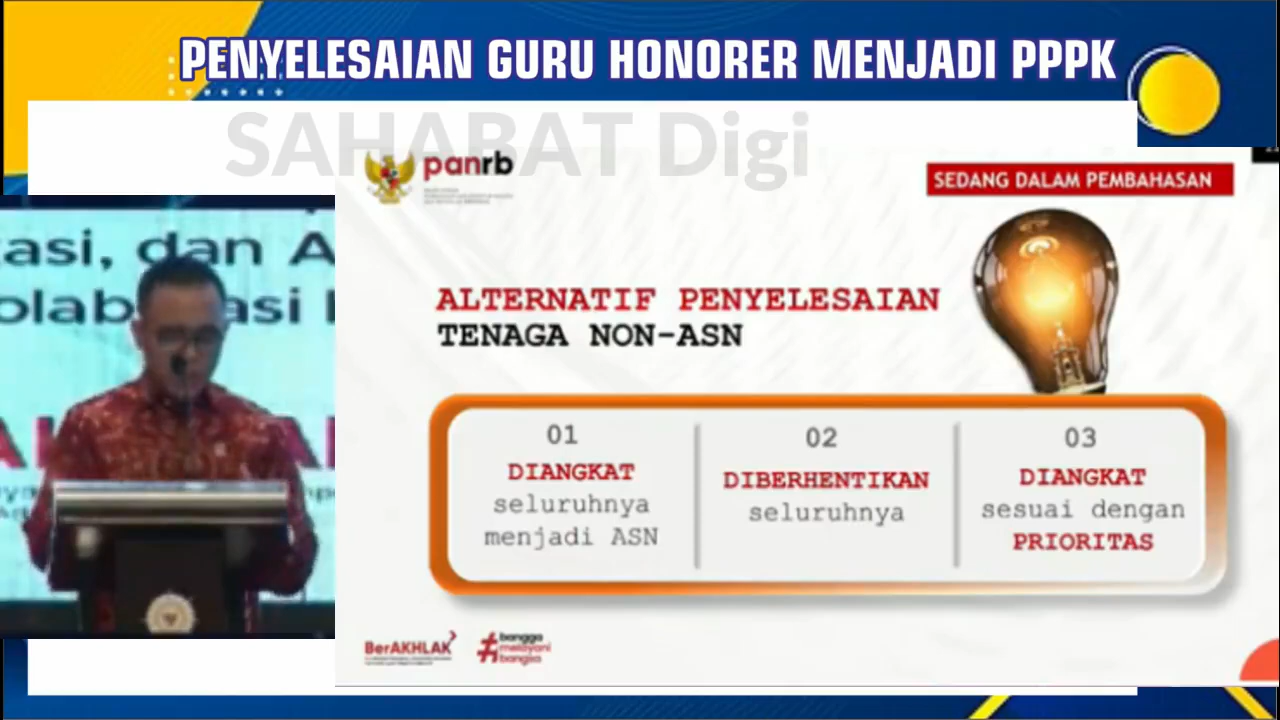 PENYELESAIAN GURU HONORER MENJADI PPPK
SAHABAT Digi
panrb
SEDANG DALAM PEMBAHASAN
tasi, dan A
olab asi
ALTERNATIF PENYELESAIAN
TENAGA NON-ASN
01
DIANGKAT
seluruhnya
menjadi ASN
02
DIBERHENTIKAN
seluruhnya
03
DIANGKAT
sesuai dengan
PRIORITAS
BerAKHLAK
#bangga
melayani
bangsa